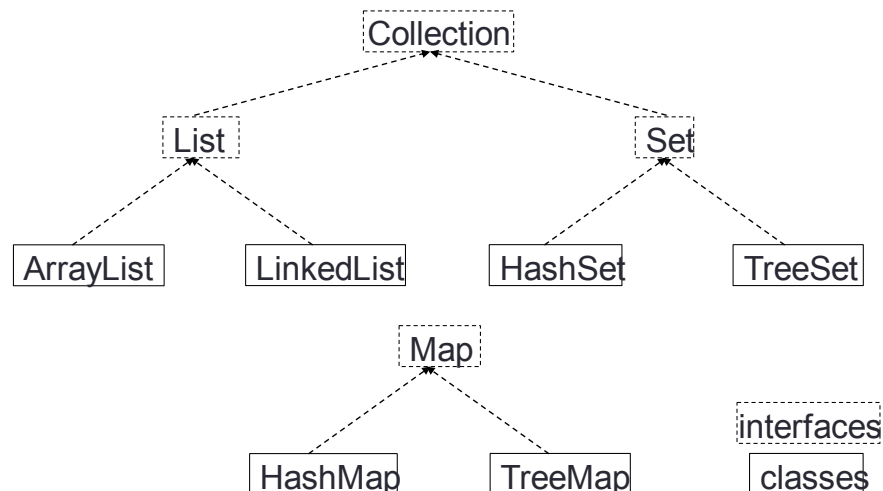 Collection
List
Set
ArrayList
LinkedList
HashSet
TreeSet
Map
interfaces
HashMap
TreeMap
classes